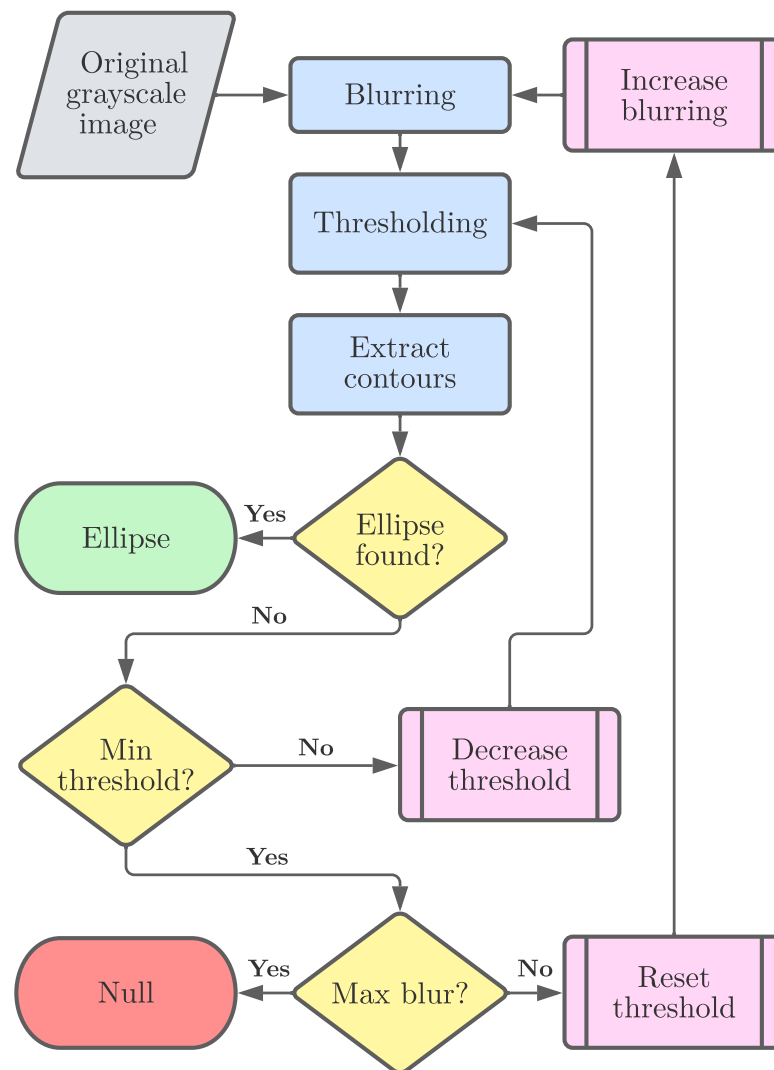 Original
grayscale
image
Blurring
Increase
blurring
Thresholding
Extract
contours
Ellipse
found?
Yes
Ellipse
No
Min
threshold?
No
Decrease
threshold
Yes
Max blur?
Yes
Null
No
Reset
threshold